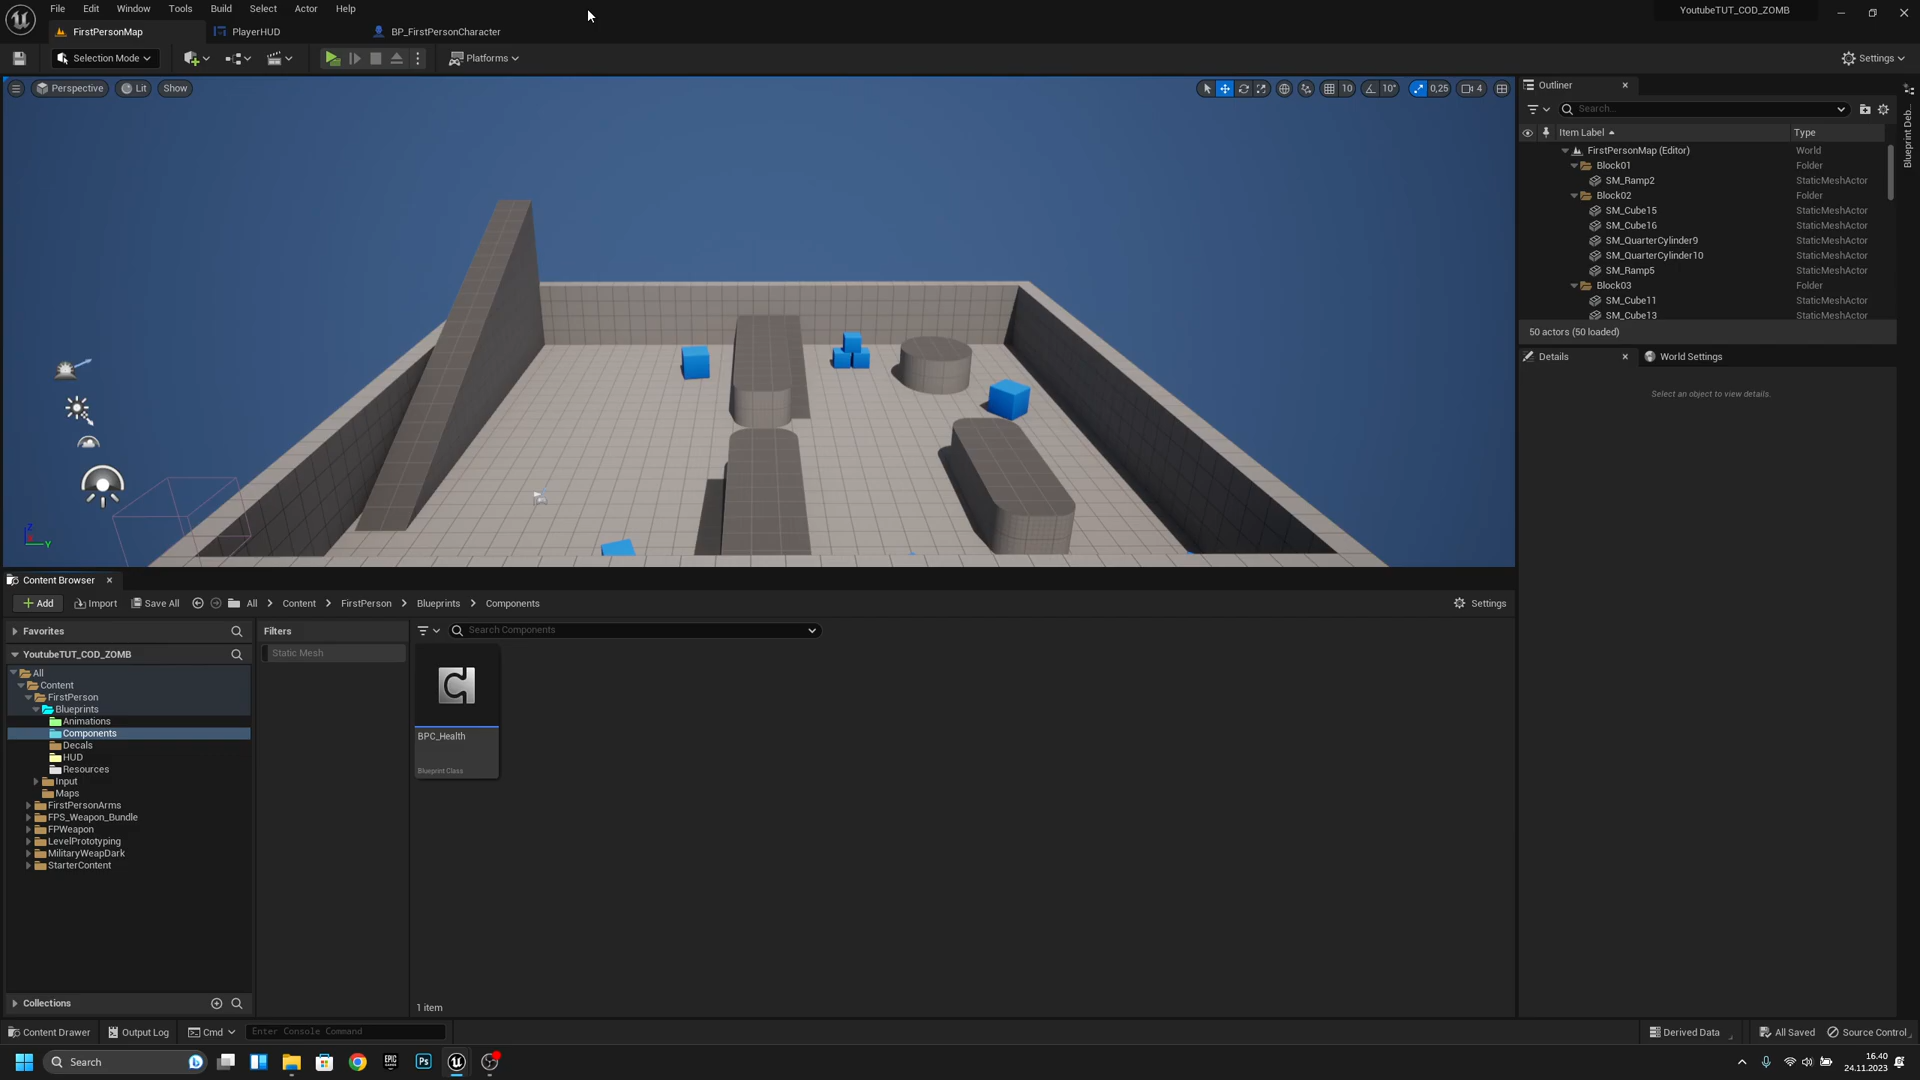 File Edit Window Tools Build Select Actor Help
YoutubeTUT_COD_ZOMB
FirstPersonMap PlayerHUD BP_FirstPersonCharacter
Selection Mode Platforms Settings
Perspective Lit Show 10 10° 0,25 4
Outliner
Search...
Item Label Type
FirstPersonMap (Editor) World
Block01 Folder
SM_Ramp2 StaticMeshActor
Block02 Folder
SM_Cube15 StaticMeshActor
SM_Cube16 StaticMeshActor
SM_QuarterCylinder9 StaticMeshActor
SM_QuarterCylinder10 StaticMeshActor
SM_Ramp5 StaticMeshActor
Block03 Folder
SM_Cube11 StaticMeshActor
SM_Cube13 StaticMeshActor
50 actors (50 loaded)
Blueprint Deb...
Details World Settings
Select an object to view details.
Z
Y
Content Browser
Add Import Save All All Content FirstPerson Blueprints Components Settings
Favorites
YoutubeTUT_COD_ZOMB
All
Content
FirstPerson
Blueprints
Animations
Components
Decals
HUD
Resources
Input
Maps
FirstPersonArms
FPS_Weapon_Bundle
FPWeapon
LevelPrototyping
MilitaryWeapDark
StarterContent
Collections
Filters
Static Mesh
Search Components
BPC_Health
Blueprint Class
1 item
Content Drawer Output Log Cmd Enter Console Command Derived Data All Saved Source Control
Search EPIC Ps
16.40
24.11.2023